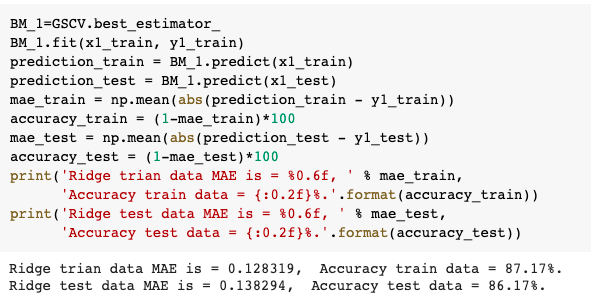 BM_1=GSCV.best_estimator_
BM_1.fit(x1_train, y1_train)
prediction_train = BM_1.predict(x1_train)
prediction_test = BM_1.predict(x1_test)
mae_train = np.mean(abs(prediction_train - y1_train))
accuracy_train = (1-mae_train)*100
mae_test = np.mean(abs(prediction_test - y1_test))
accuracy_test = (1-mae_test)*100
print('Ridge trian data MAE is = %0.6f, ' % mae_train,
      'Accuracy train data = {:0.2f}%.'.format(accuracy_train))
print('Ridge test data MAE is = %0.6f, ' % mae_test,
      'Accuracy test data = {:0.2f}%.'.format(accuracy_test))
Ridge trian data MAE is = 0.128319,  Accuracy train data = 87.17%.
Ridge test data MAE is = 0.138294,  Accuracy test data = 86.17%.